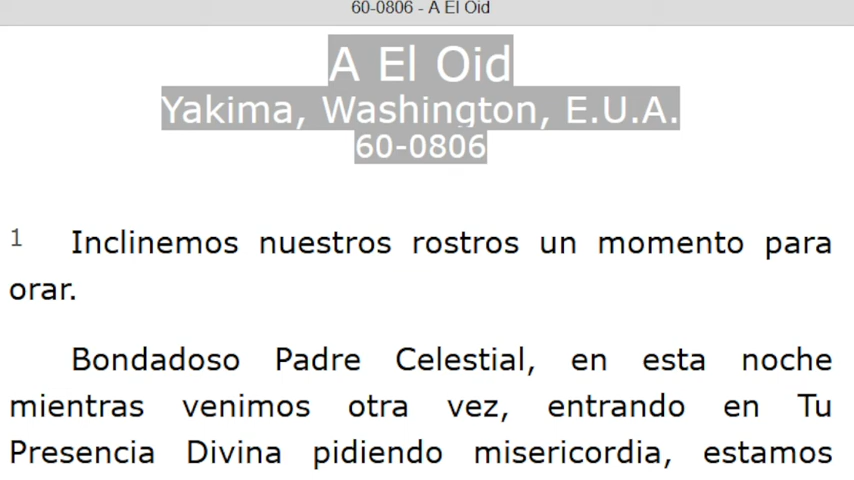 60-0806 - A El Oid
A El Oid
Yakima, Washington, E.U.A.
60-0806
1 Inclinemos nuestros rostros un momento para
orar.
Bondadoso Padre Celestial, en esta noche
mientras venimos otra vez, entrando en Tu
Presencia Divina pidiendo misericordia, estamos